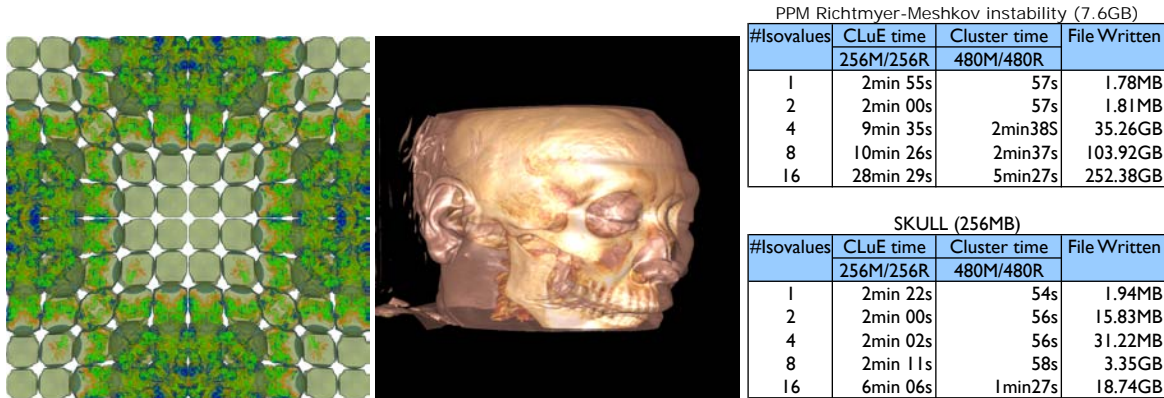 PPM Richtmyer-Meshkov instability (7.6GB)
#Isovalues CLuE time Cluster time File Written
256M/256R 480M/480R
1 2min 55s 57s 1.78MB
2 2min 00s 57s 1.81MB
4 9min 35s 2min38S 35.26GB
8 10min 26s 2min37s 103.92GB
16 28min 29s 5min27s 252.38GB
SKULL (256MB)
#Isovalues CLuE time Cluster time File Written
256M/256R 480M/480R
1 2min 22s 54s 1.94MB
2 2min 00s 56s 15.83MB
4 2min 02s 56s 31.22MB
8 2min 11s 58s 3.35GB
16 6min 06s 1min27s 18.74GB